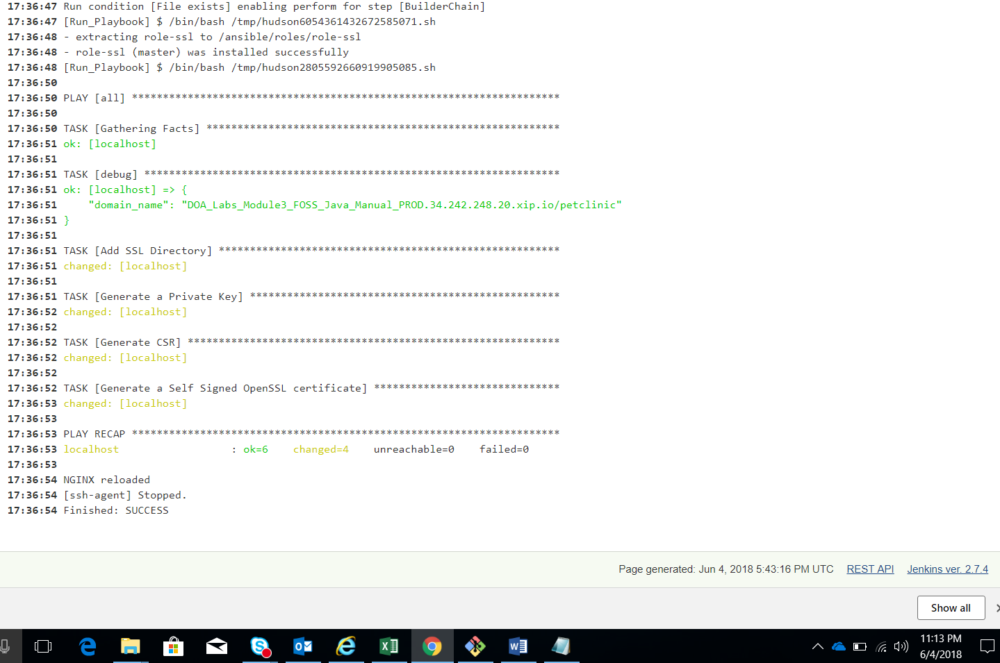 17:36:47 Run condition [File exists] enabling perform for step [BuilderChain]
17:36:47 [Run_Playbook] $ /bin/bash /tmp/hudson6054361432672585071.sh
17:36:48 - extracting role-ssl to /ansible/roles/role-ssl
17:36:48 - role-ssl (master) was installed successfully
17:36:48 [Run_Playbook] $ /bin/bash /tmp/hudson2805592660919905085.sh
17:36:50
17:36:50 PLAY [all] *********************************************************************
17:36:50
17:36:50 TASK [Gathering Facts] *********************************************************
17:36:51 ok: [localhost]
17:36:51
17:36:51 TASK [debug] *******************************************************************
17:36:51 ok: [localhost] => {
17:36:51     "domain_name": "DOA_Labs_Module3_FOSS_Java_Manual_PROD.34.242.248.20.xip.io/petclinic"
17:36:51 }
17:36:51
17:36:51 TASK [Add SSL Directory] *******************************************************
17:36:51 changed: [localhost]
17:36:51
17:36:51 TASK [Generate a Private Key] **************************************************
17:36:52 changed: [localhost]
17:36:52
17:36:52 TASK [Generate CSR] ************************************************************
17:36:52 changed: [localhost]
17:36:52
17:36:52 TASK [Generate a Self Signed OpenSSL certificate] ******************************
17:36:53 changed: [localhost]
17:36:53
17:36:53 PLAY RECAP *********************************************************************
17:36:53 localhost                  : ok=6    changed=4    unreachable=0    failed=0
17:36:53
17:36:54 NGINX reloaded
17:36:54 [ssh-agent] Stopped.
17:36:54 Finished: SUCCESS
Page generated: Jun 4, 2018 5:43:16 PM UTC REST API Jenkins ver. 2.7.4
Show all
11:13 PM
6/4/2018